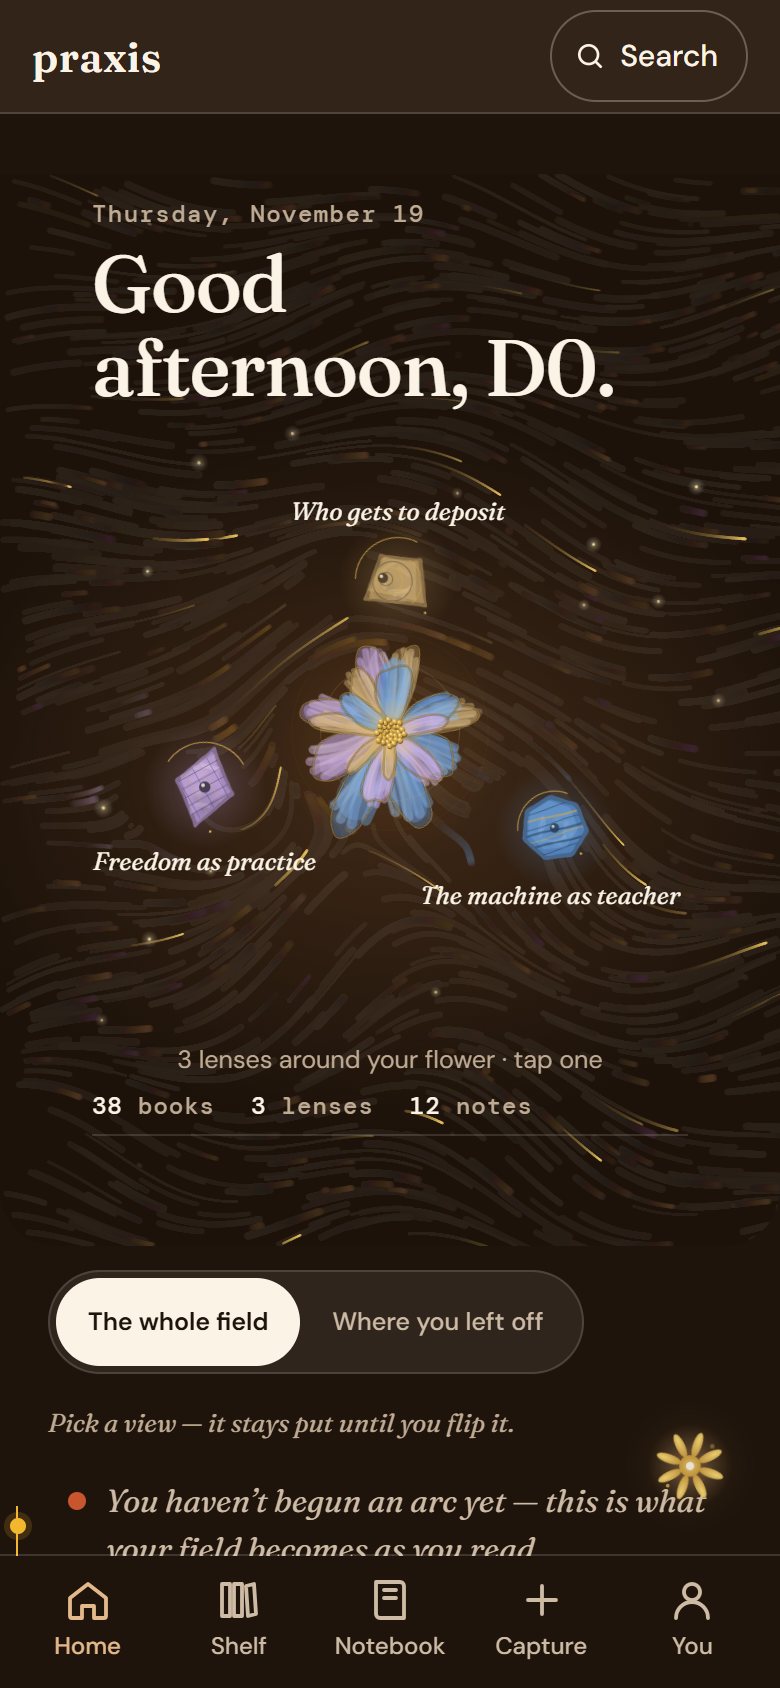 praxis
Search
Thursday, November 19
Good
afternoon, D0.
Who gets to deposit
Freedom as practice
The machine as teacher
3 lenses around your flower · tap one
38 books 3 lenses 12 notes
The whole field
Where you left off
Pick a view — it stays put until you flip it.
You haven’t begun an arc yet — this is what
your field becomes as you read
Home
Shelf
Notebook
Capture
You